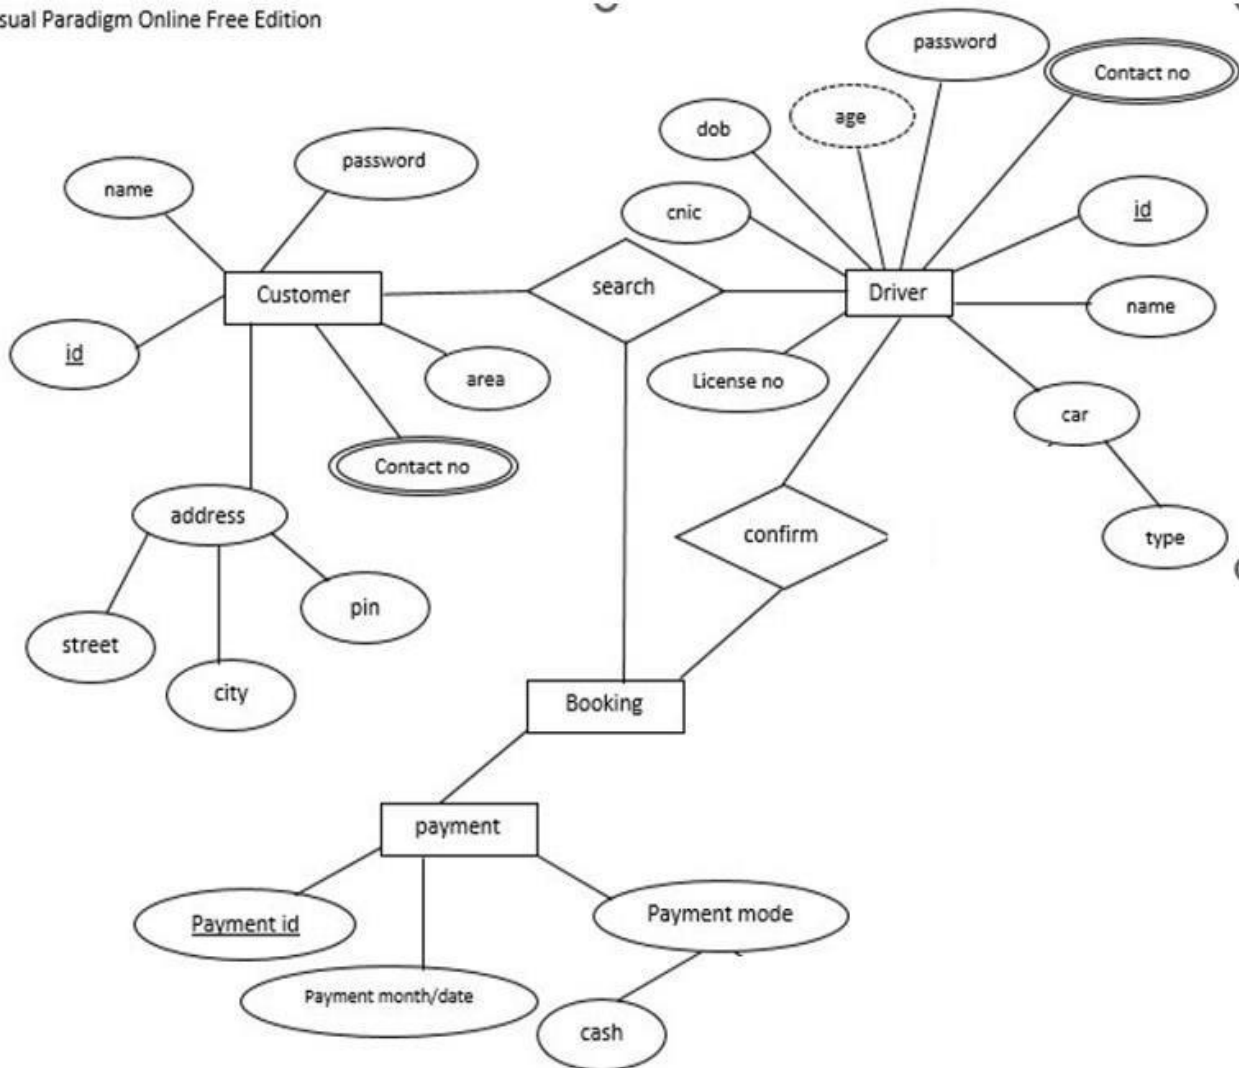 sual Paradigm Online Free Edition
password
Contact no
age
dob
password
name
cnic
id
Customer
search
Driver
name
id
area
License no
car
Contact no
address
confirm
type
pin
street
city
Booking
payment
Payment id
Payment mode
Payment month/date
cash